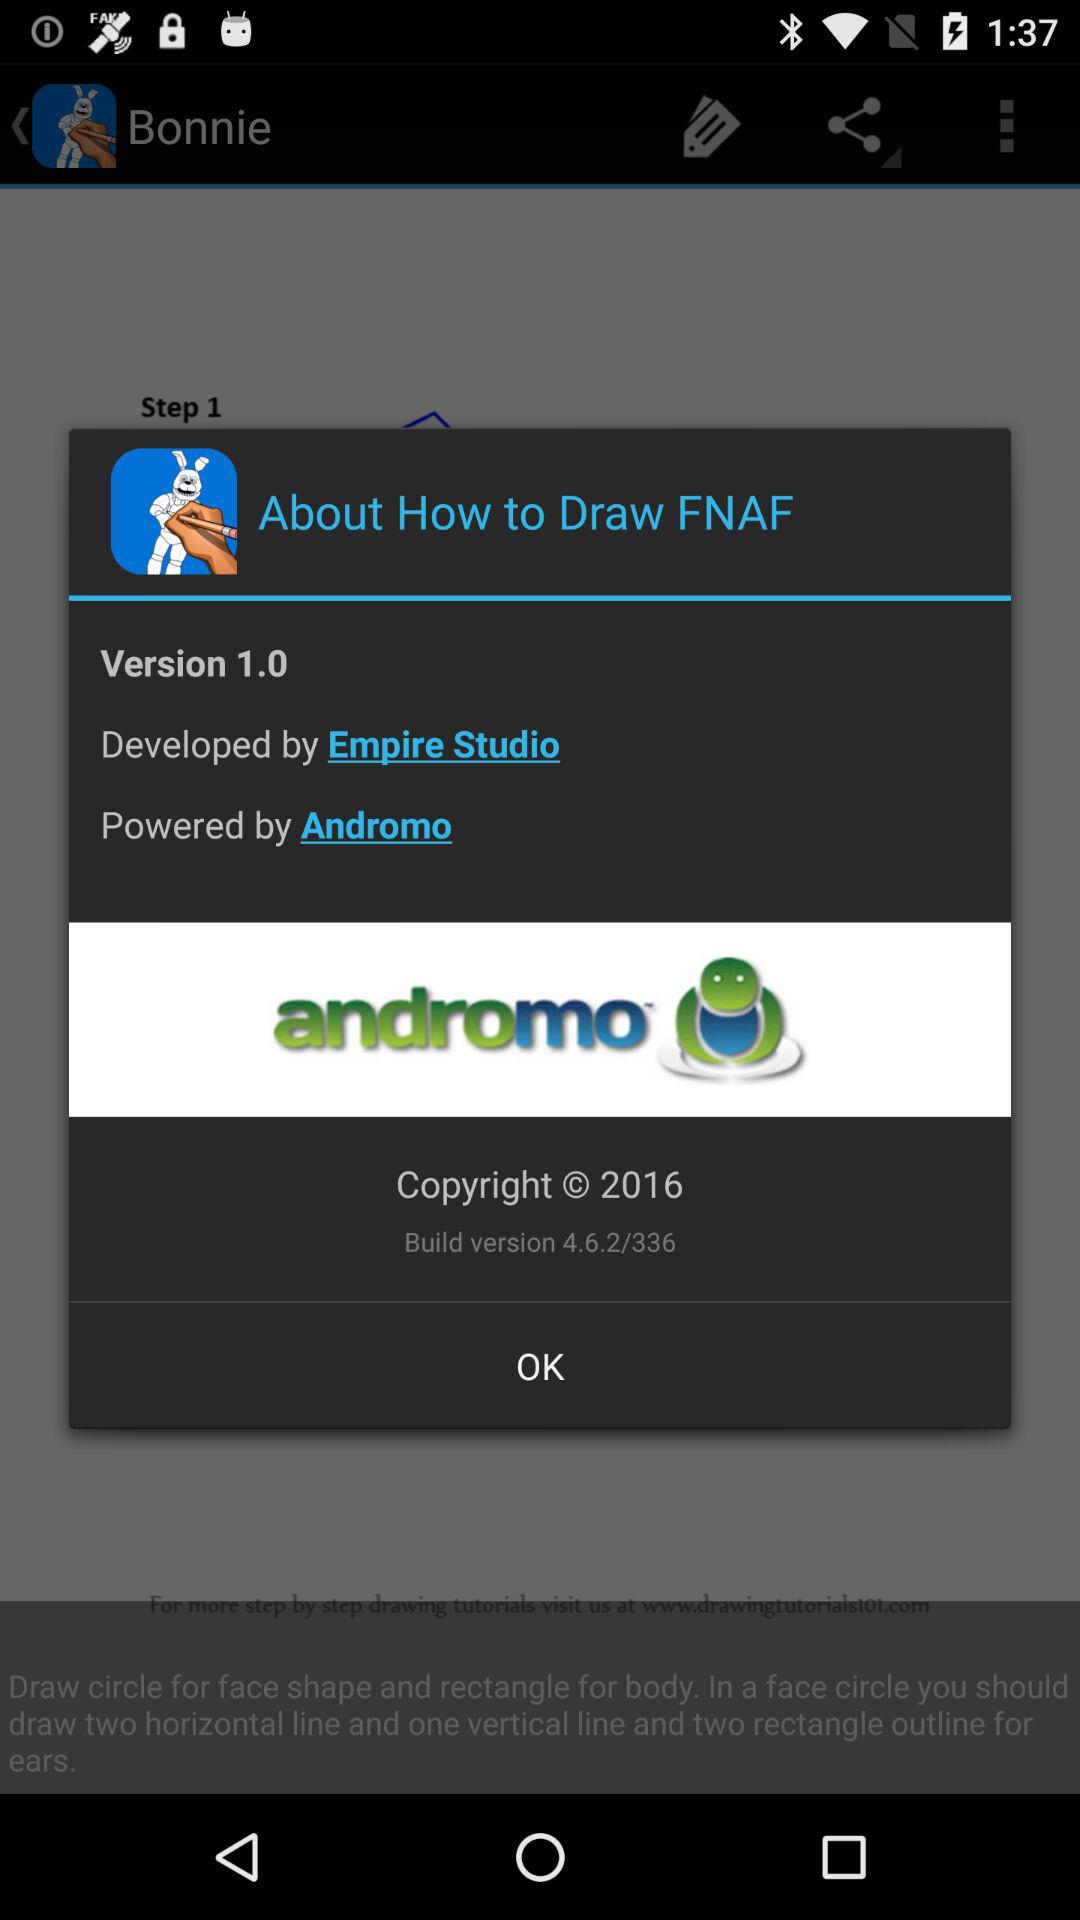 FAKE
1:37
Bonnie
Step 1
About How to Draw FNAF
Version 1.0
Developed by Empire Studio
Powered by Andromo
andromo™
Copyright © 2016
Build version 4.6.2/336
OK
For more step by step drawing tutorials visit us at www.drawingtutorials101.com
Draw circle for face shape and rectangle for body. In a face circle you should
draw two horizontal line and one vertical line and two rectangle outline for
ears.